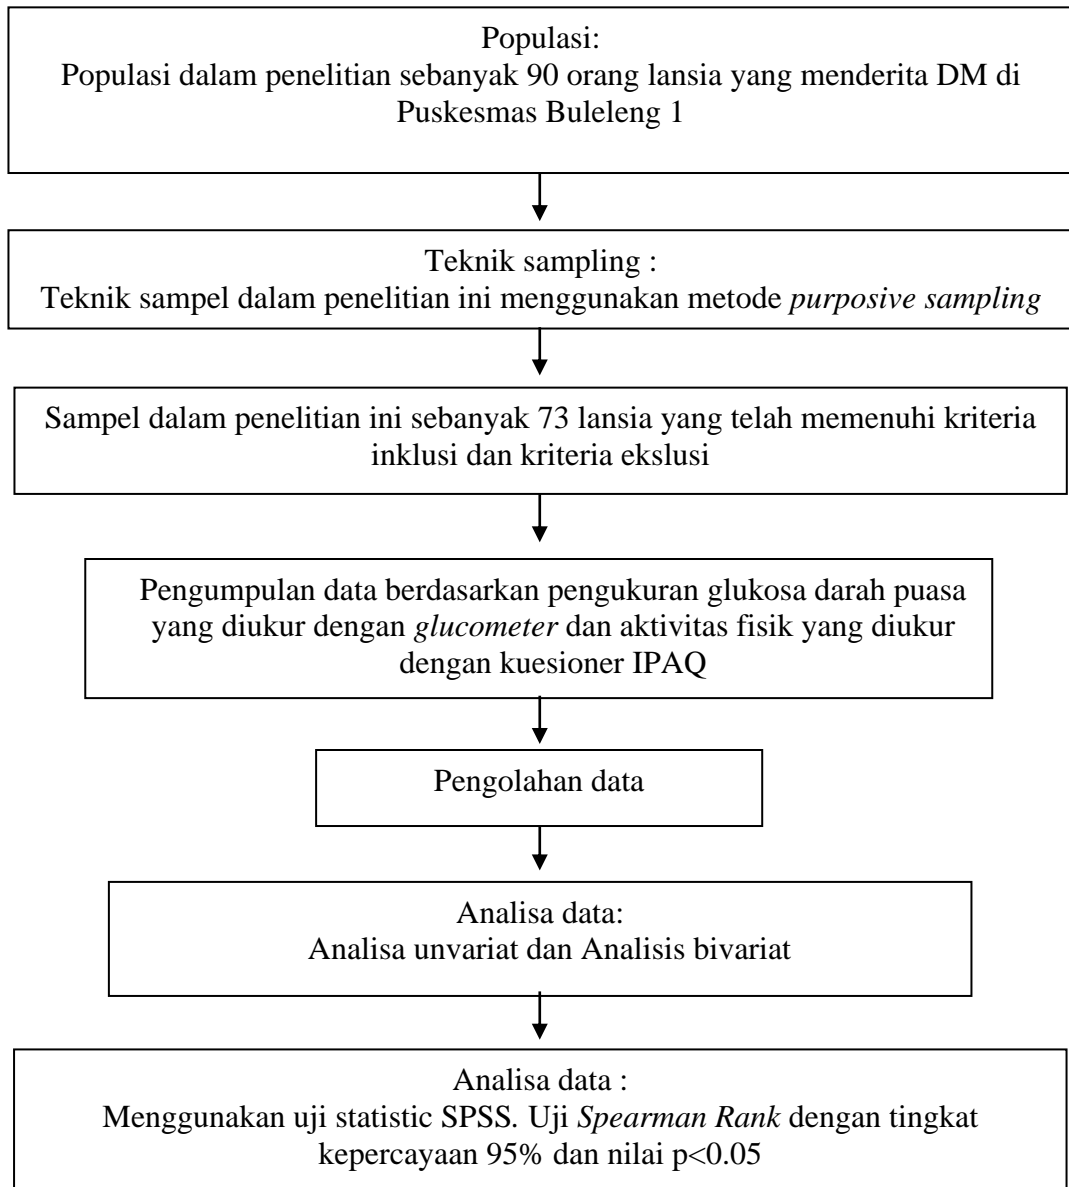 Populasi:
Populasi dalam penelitian sebanyak 90 orang lansia yang menderita DM di
Puskesmas Buleleng 1
Teknik sampling :
Teknik sampel dalam penelitian ini menggunakan metode purposive sampling
Sampel dalam penelitian ini sebanyak 73 lansia yang telah memenuhi kriteria
inklusi dan kriteria ekslusi
Pengumpulan data berdasarkan pengukuran glukosa darah puasa
yang diukur dengan glucometer dan aktivitas fisik yang diukur
dengan kuesioner IPAQ
Pengolahan data
Analisa data:
Analisa unvariat dan Analisis bivariat
Analisa data :
Menggunakan uji statistic SPSS. Uji Spearman Rank dengan tingkat
kepercayaan 95% dan nilai p<0.05